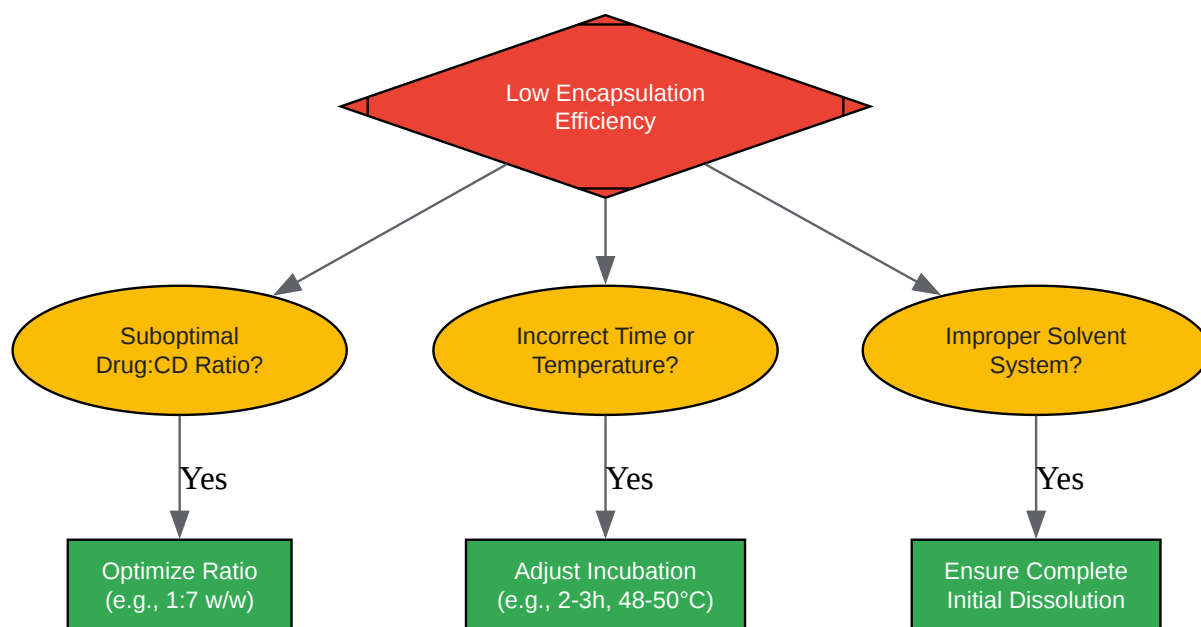 Low Encapsulation
Efficiency
Suboptimal
Drug:CD Ratio?
Incorrect Time or
Temperature?
Improper Solvent
System?
Yes
Yes
Yes
Optimize Ratio
(e.g., 1:7 w/w)
Adjust Incubation
(e.g., 2-3h, 48-50°C)
Ensure Complete
Initial Dissolution